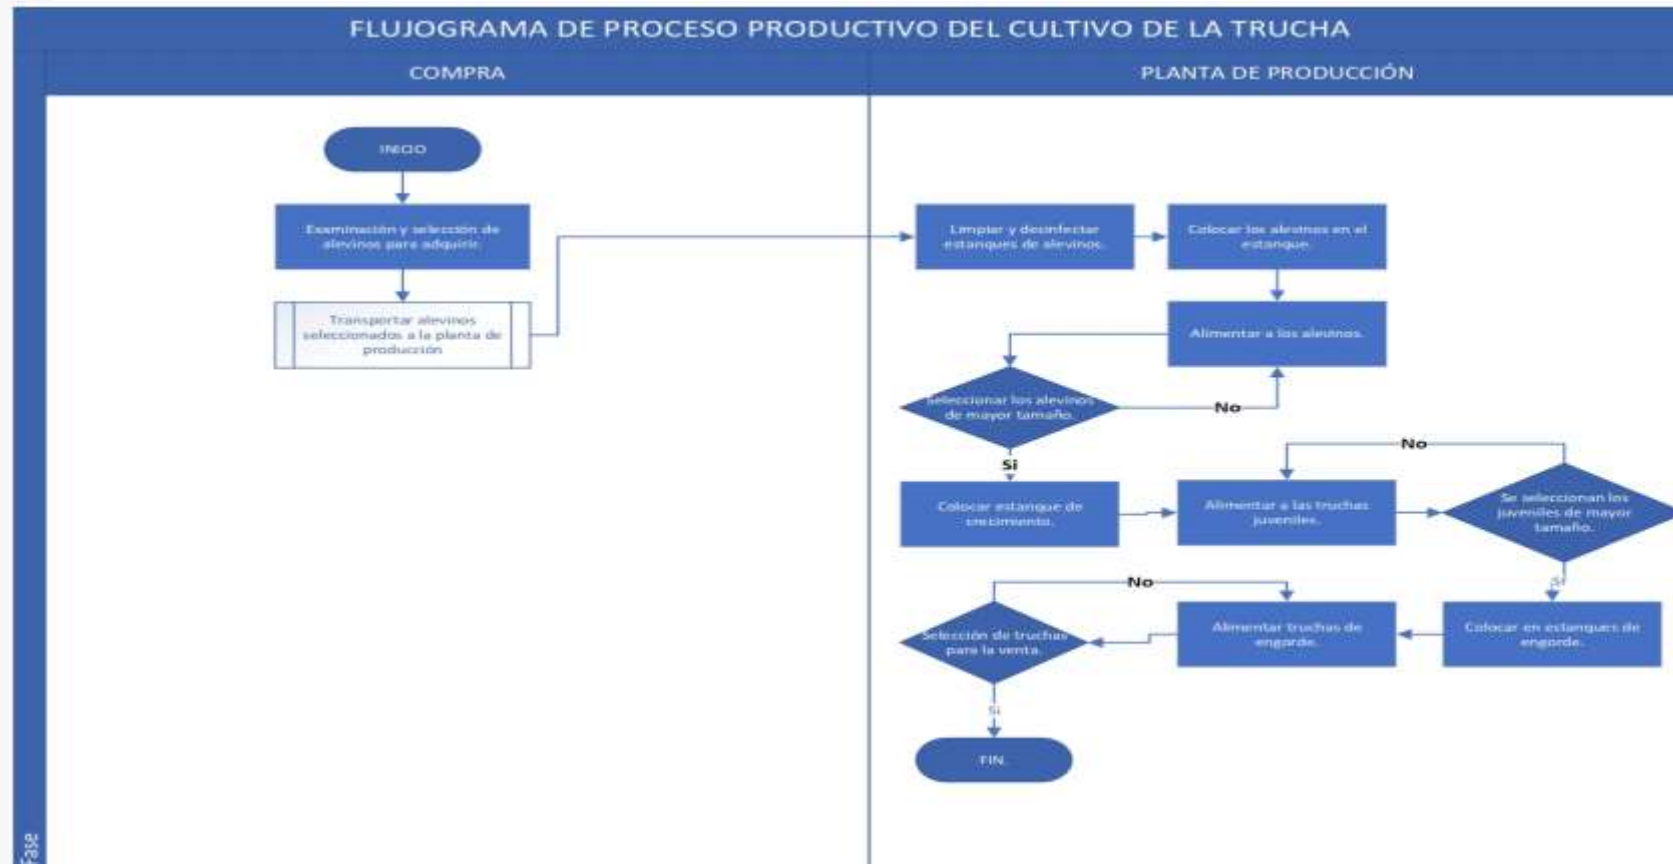 FLUJOGRAMA DE PROCESO PRODUCTIVO DEL CULTIVO DE LA TRUCHA
COMPRA
PLANTA DE PRODUCCIÓN
INICIO
Examinación y selección de
alevinos para adquirir.
Transportar alevinos
seleccionados a la planta de
producción
Limpiar y desinfectar
estanques de alevinos.
Colocar los alevinos en el
estanque.
Alimentar a los alevinos.
Seleccionar los alevinos
de mayor tamaño.
No
Si
Colocar estanque de
crecimiento.
Alimentar a las truchas
juveniles.
No
Se seleccionan los
juveniles de mayor
tamaño.
Si
Colocar en estanques de
engorde.
Alimentar truchas de
engorde.
No
Selección de truchas
para la venta.
Si
FIN.
Fase